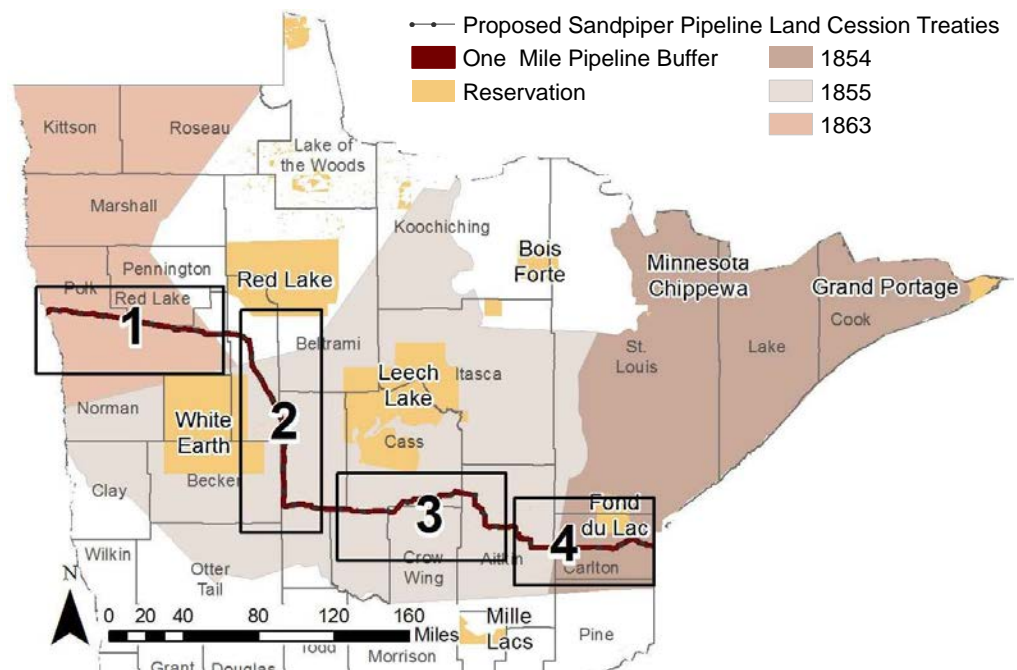 Proposed Sandpiper Pipeline Land Cession Treaties
One Mile Pipeline Buffer
Reservation
1854
1855
1863
Kittson
Roseau
Lake of
the Woods
Marshall
Koochiching
Pennington
Polk
Red Lake
Red Lake
Bois
Forte
Minnesota
Chippewa
Grand Portage
Cook
1
Beltrami
St.
Louis
Lake
Leech
Lake
Itasca
Norman
White
Earth
2
Cass
Becker
Clay
3
Fond
du Lac
4
Carlton
Wilkin
Otter
Tail
Crow
Wing
Aitkin
N
0 20 40 80 120 160
Miles
Mille
Lacs
Pine
Todd
Morrison
Grant
Douglas